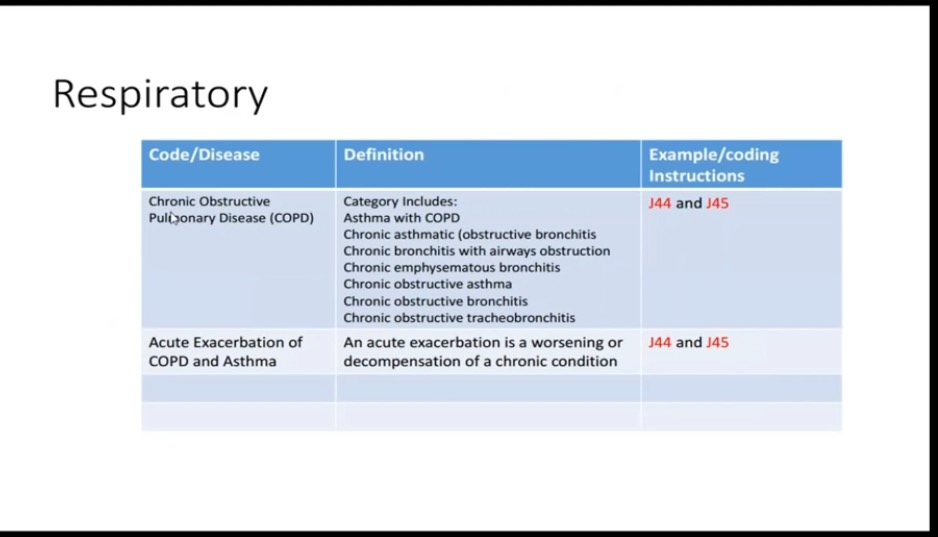 Respiratory
Code/Disease
Definition
Example/coding
Instructions
Chronic Obstructive
Pulmonary Disease (COPD)
Category Includes:
Asthma with COPD
Chronic asthmatic (obstructive bronchitis
Chronic bronchitis with airways obstruction
Chronic emphysematous bronchitis
Chronic obstructive asthma
Chronic obstructive bronchitis
Chronic obstructive tracheobronchitis
J44 and J45
Acute Exacerbation of
COPD and Asthma
An acute exacerbation is a worsening or
decompensation of a chronic condition
J44 and J45